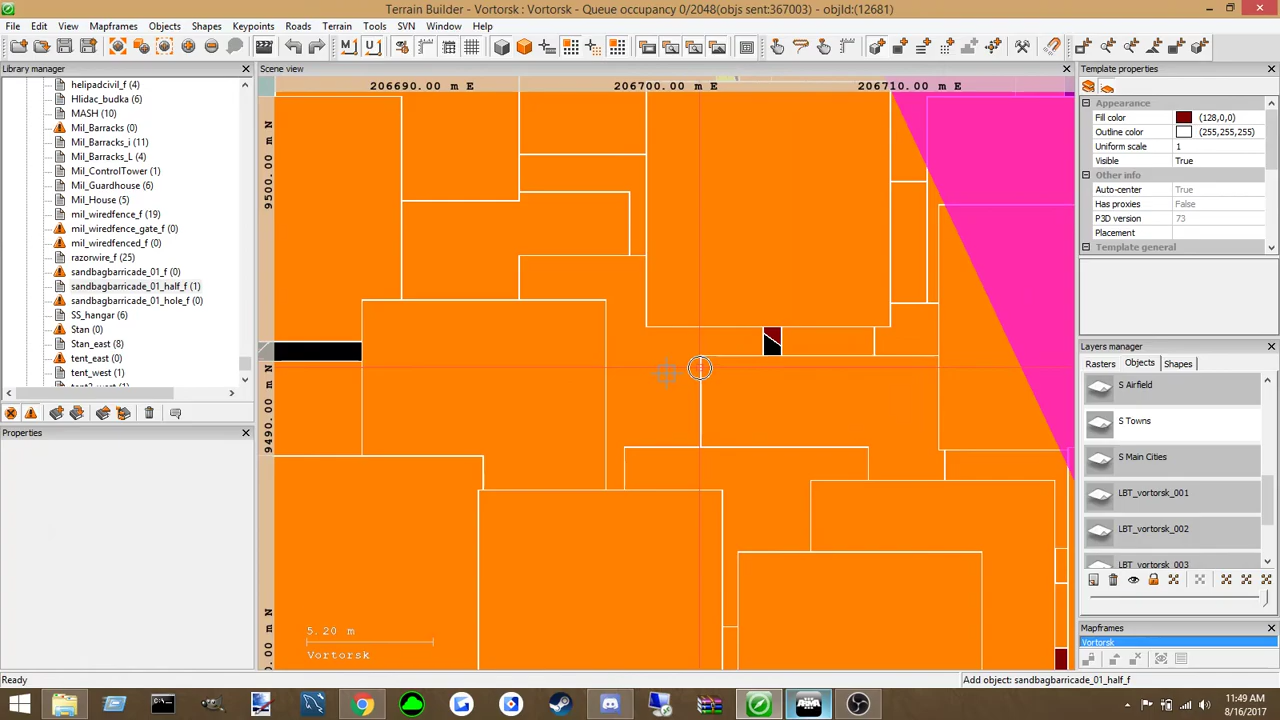 Terrain Builder - Vortorsk : Vortorsk - Queue occupancy 0/2048(objs sent:367003) - objId:(12681)
File Edit View Mapframes Objects Shapes Keypoints Roads Terrain Tools SVN Window Help
Library manager
helipadcivil_f (4)
Hlidac_budka (6)
MASH (10)
Mil_Barracks (0)
Mil_Barracks_i (11)
Mil_Barracks_L (4)
Mil_ControlTower (1)
Mil_Guardhouse (6)
Mil_House (5)
mil_wiredfence_f (19)
mil_wiredfence_gate_f (0)
mil_wiredfenced_f (0)
razorwire_f (25)
sandbagbarricade_01_f (0)
sandbagbarricade_01_half_f (1)
sandbagbarricade_01_hole_f (0)
SS_hangar (6)
Stan (0)
Stan_east (8)
tent_east (0)
tent_west (1)
Properties
Scene view
206690.00 m E
206700.00 m E
206710.00 m E
9500.00 m N
9490.00 m N
5.20 m
Vortorsk
Template properties
Appearance
Fill color (128,0,0)
Outline color (255,255,255)
Uniform scale 1
Visible True
Other info
Auto-center True
Has proxies False
P3D version 73
Placement
Template general
Layers manager
Rasters Objects Shapes
S Airfield
S Towns
S Main Cities
LBT_vortorsk_001
LBT_vortorsk_002
LBT_vortorsk_003
Mapframes
Vortorsk
Ready
Add object: sandbagbarricade_01_half_f
11:49 AM
8/16/2017